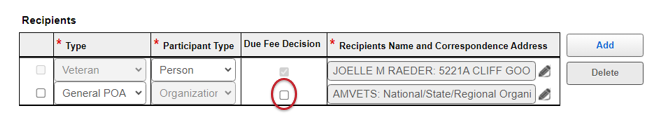 Recipients
* Type * Participant Type Due Fee Decision * Recipients Name and Correspondence Address Add
Veteran Person JOELLE M RAEDER: 5221A CLIFF GOO Delete
General POA Organization AMVETS: National/State/Regional Organi